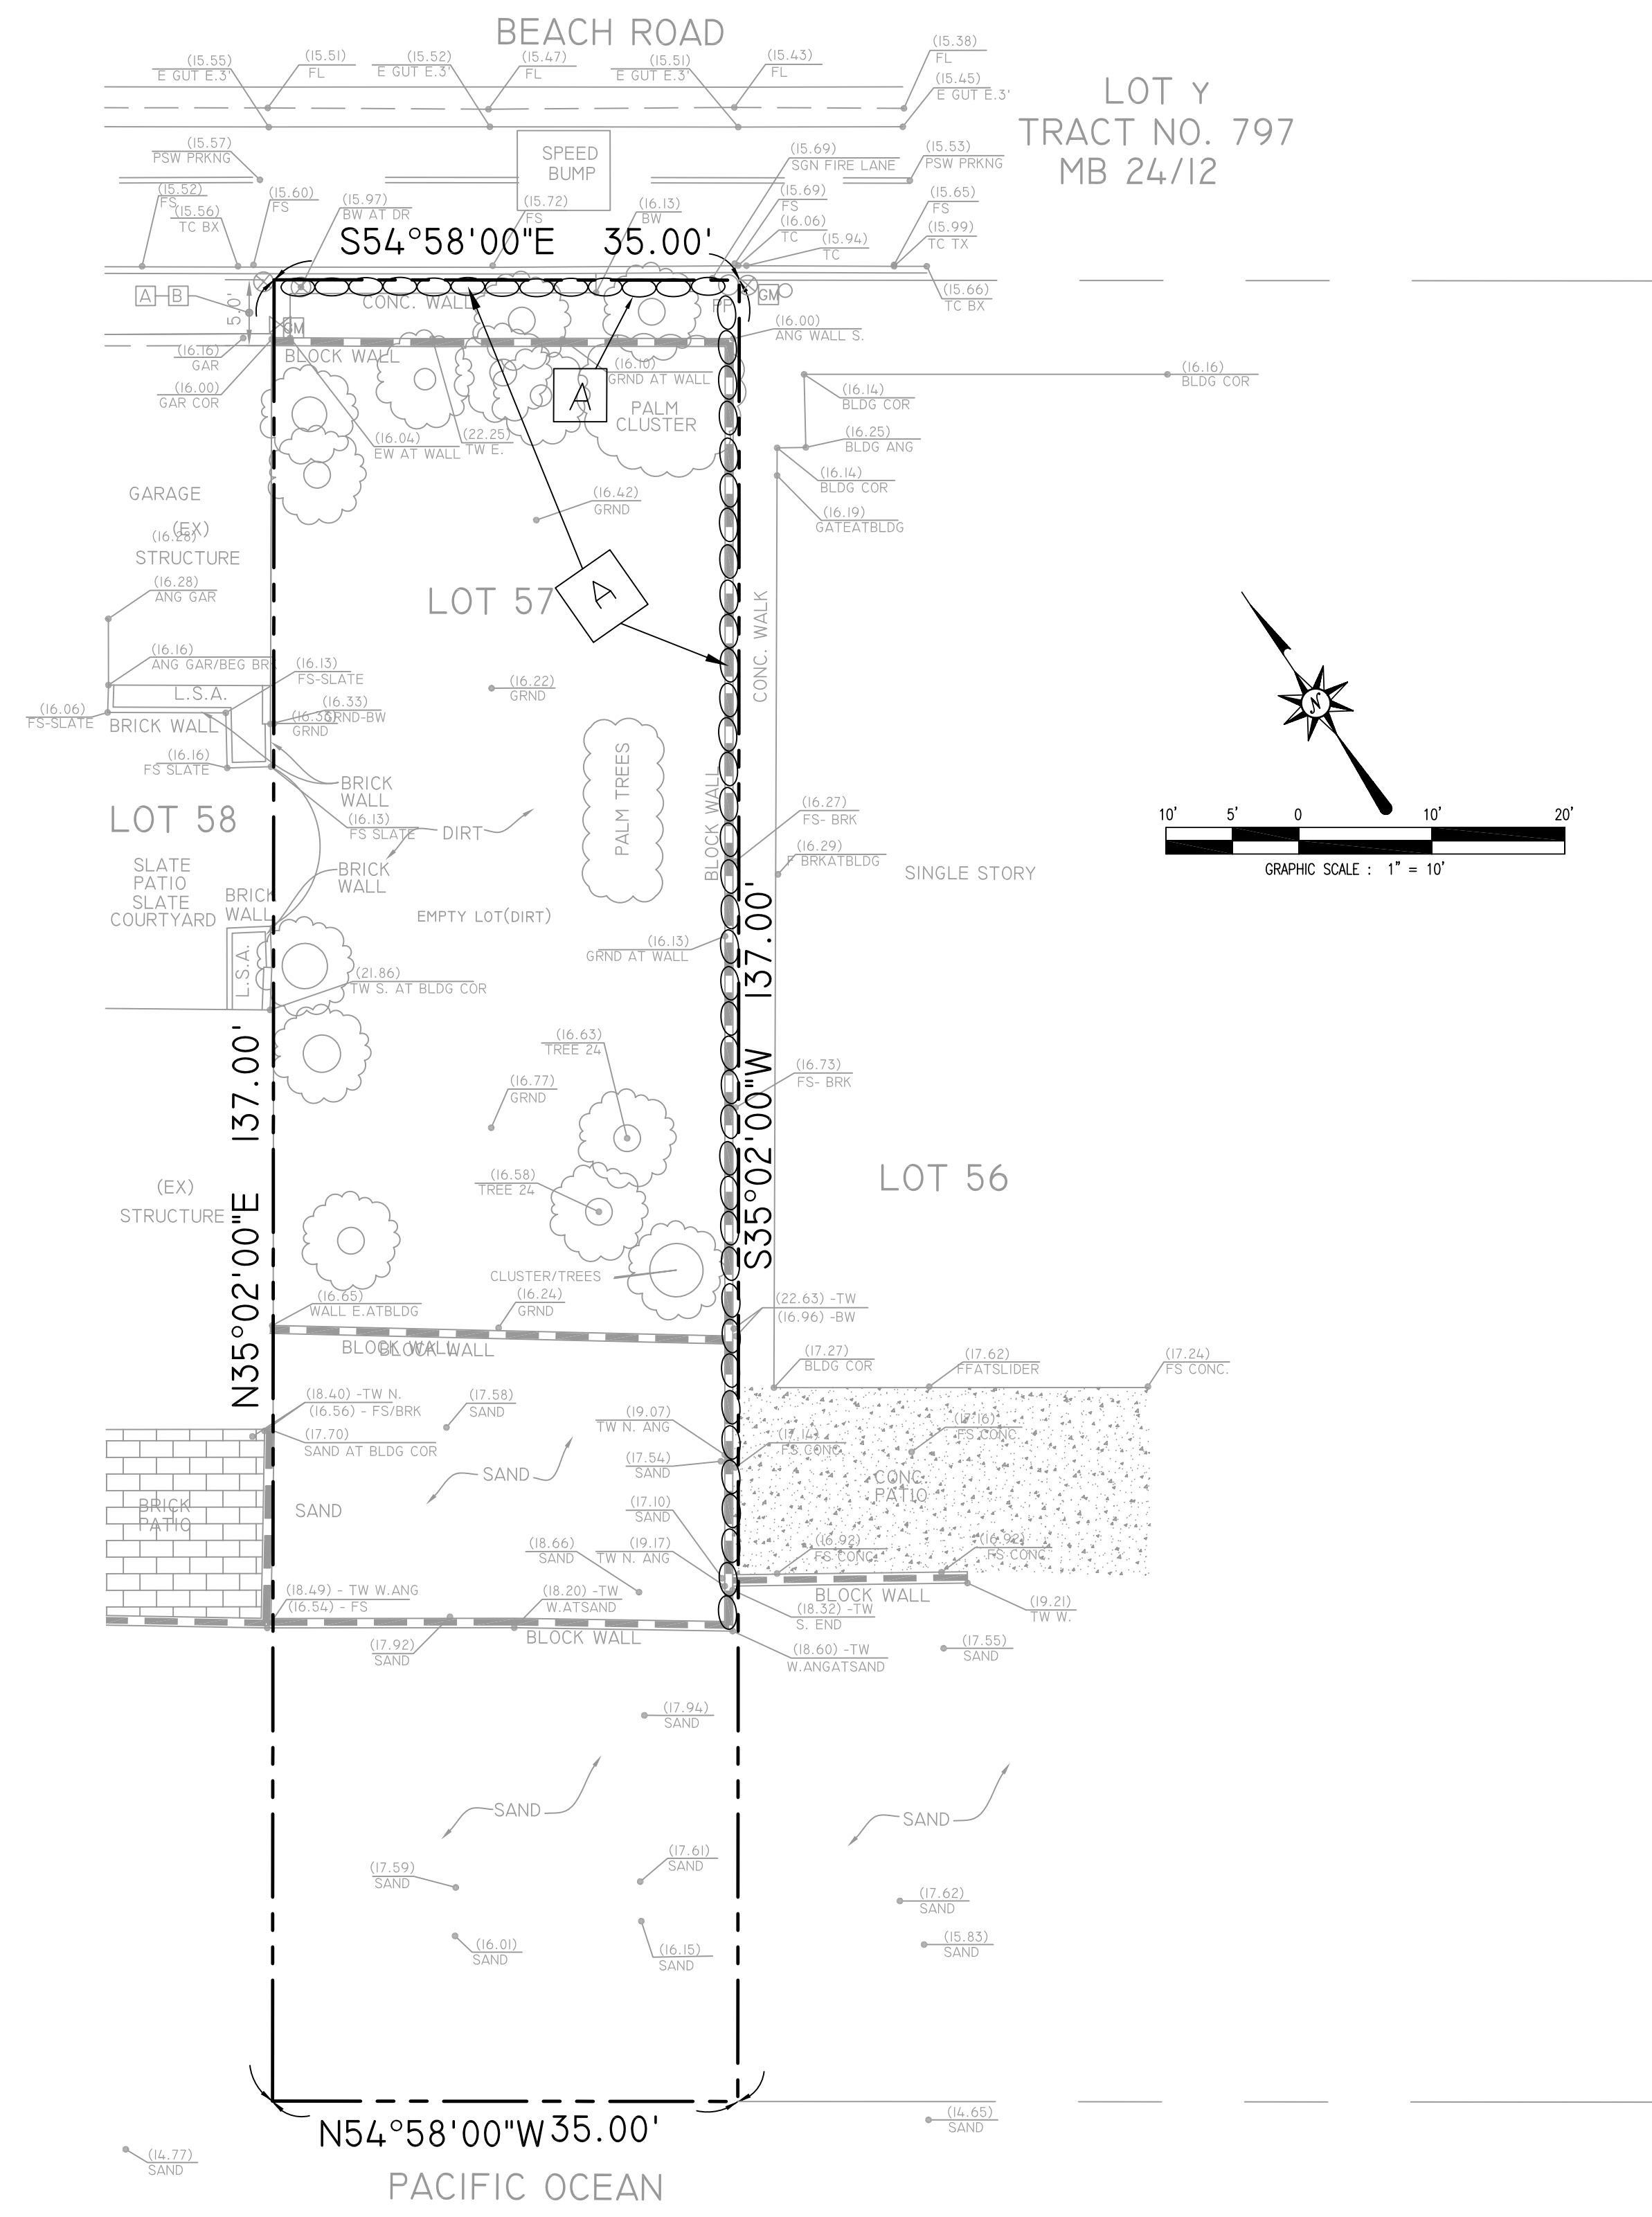 BEACH ROAD
(15.55)
E GUT E.3'
(15.51)
FL
(15.52)
E GUT E.3'
(15.47)
FL
(15.51)
E GUT E.3'
(15.43)
FL
(15.38)
FL
(15.45)
E GUT E.3'
LOT Y
TRACT NO. 797
MB 24/12
(15.57)
PSW PRKNG
SPEED
BUMP
(15.69)
SGN FIRE LANE
(15.53)
PSW PRKNG
(15.52)
FS
(15.56)
TC BX
(15.60)
FS
(15.97)
BW AT DR
(15.72)
FS
(16.13)
BW
(15.69)
FS
(16.06)
TC
(15.94)
TC
(15.65)
FS
(15.99)
TC TX
(15.66)
TC BX
S54°58'00"E 35.00'
A
B
5.0'
CONC. WALL
PP
GM
GM
BLOCK WALL
(16.00)
ANG WALL S.
(16.16)
GAR
(16.00)
GAR COR
(16.10)
GRND AT WALL
A
PALM
CLUSTER
(16.04)
EW AT WALL
(22.25)
TW E.
(16.16)
BLDG COR
(16.14)
BLDG COR
(16.25)
BLDG ANG
(16.14)
BLDG COR
(16.19)
GATEATBLDG
(16.42)
GRND
GARAGE
(EX)
(16.28)
STRUCTURE
(16.28)
ANG GAR
LOT 57
A
CONC. WALK
(16.16)
ANG GAR/BEG BRK
(16.13)
FS-SLATE
L.S.A.
(16.22)
GRND
(16.06)
FS-SLATE
BRICK WALL
(16.33)
GRND-BW
(16.33)
GRND
(16.16)
FS SLATE
BRICK
WALL
PALM TREES
BLOCK WALL
N
10' 5' 0 10' 20'
GRAPHIC SCALE : 1" = 10'
LOT 58
(16.13)
FS SLATE
DIRT
(16.27)
FS- BRK
(16.29)
F BRKATBLDG
SINGLE STORY
SLATE
PATIO
SLATE
COURTYARD
BRICK
WALL
BRICK
WALL
EMPTY LOT(DIRT)
(16.13)
GRND AT WALL
L.S.A.
(21.86)
TW S. AT BLDG COR
N35°02'00"E 137.00'
S35°02'00"W 137.00'
(16.63)
TREE 24
(16.77)
GRND
(16.73)
FS- BRK
(16.58)
TREE 24
LOT 56
(EX)
STRUCTURE
CLUSTER/TREES
(16.65)
WALL E.ATBLDG
(16.24)
GRND
(22.63) -TW
(16.96) -BW
BLOCK WALL
BLOCK WALL
(17.27)
BLDG COR
(17.62)
FFATSLIDER
(17.24)
FS CONC.
(18.40) -TW N.
(16.56) - FS/BRK
(17.58)
SAND
(17.70)
SAND AT BLDG COR
(19.07)
TW N. ANG
(17.14)
FS CONC.
(17.16)
FS CONC.
(17.54)
SAND
SAND
CONC.
PATIO
BRICK
PATIO
SAND
(17.10)
SAND
(18.66)
SAND
(19.17)
TW N. ANG
(16.92)
FS CONC.
(16.92)
FS CONC.
(18.49) - TW W.ANG
(16.54) - FS
(18.20) -TW
W.ATSAND
BLOCK WALL
(18.32) -TW
S. END
(19.21)
TW W.
BLOCK WALL
(17.92)
SAND
(18.60) -TW
W.ANGATSAND
(17.55)
SAND
(17.94)
SAND
SAND
SAND
(17.59)
SAND
(17.61)
SAND
(17.62)
SAND
(16.01)
SAND
(16.15)
SAND
(15.83)
SAND
N54°58'00"W 35.00'
(14.65)
SAND
(14.77)
SAND
PACIFIC OCEAN